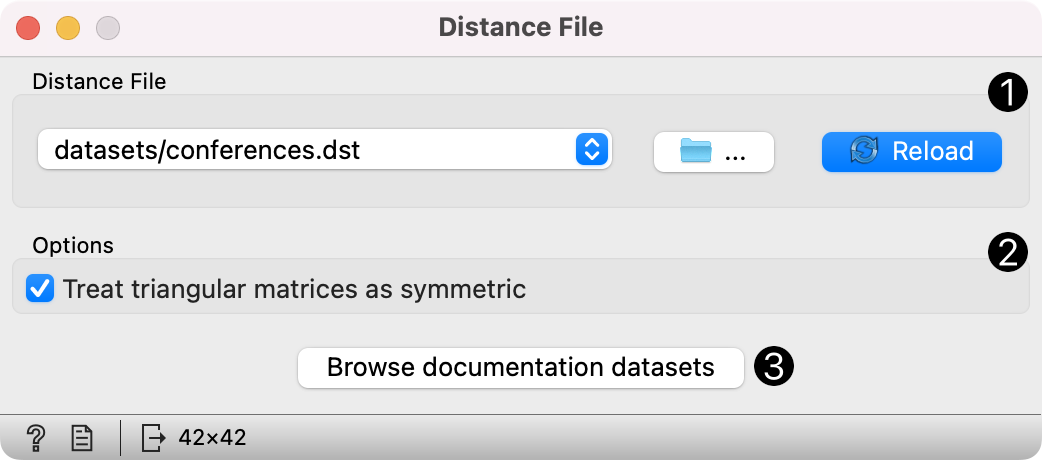 Distance File
Distance File
1
datasets/conferences.dst
...
Reload
Options
2
Treat triangular matrices as symmetric
Browse documentation datasets
3
? 42×42